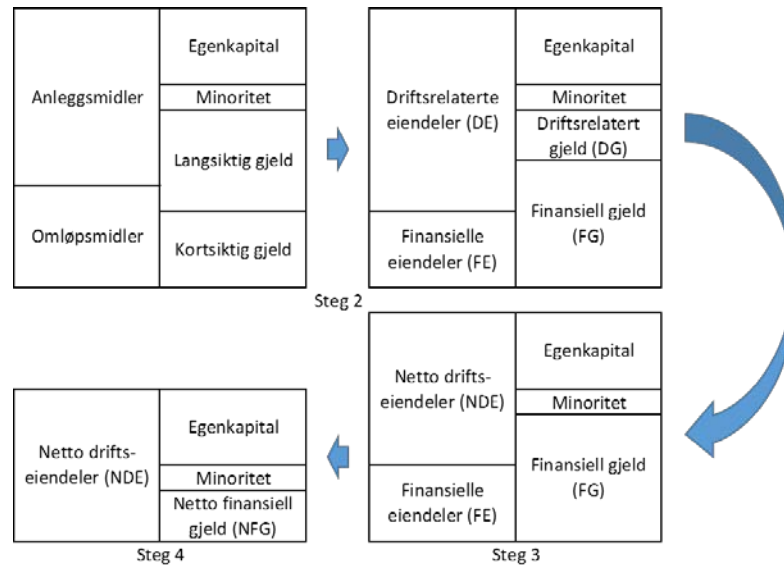 Anleggsmidler
Omløpsmidler
Egenkapital
Minoritet
Langsiktig gjeld
Kortsiktig gjeld
Driftsrelaterte
eiendeler (DE)
Finansielle
eiendeler (FE)
Egenkapital
Minoritet
Driftsrelatert
gjeld (DG)
Finansiell gjeld
(FG)
Steg 2
Netto drifts-
eiendeler (NDE)
Egenkapital
Minoritet
Netto finansiell
gjeld (NFG)
Steg 4
Netto drifts-
eiendeler (NDE)
Finansielle
eiendeler (FE)
Egenkapital
Minoritet
Finansiell gjeld
(FG)
Steg 3